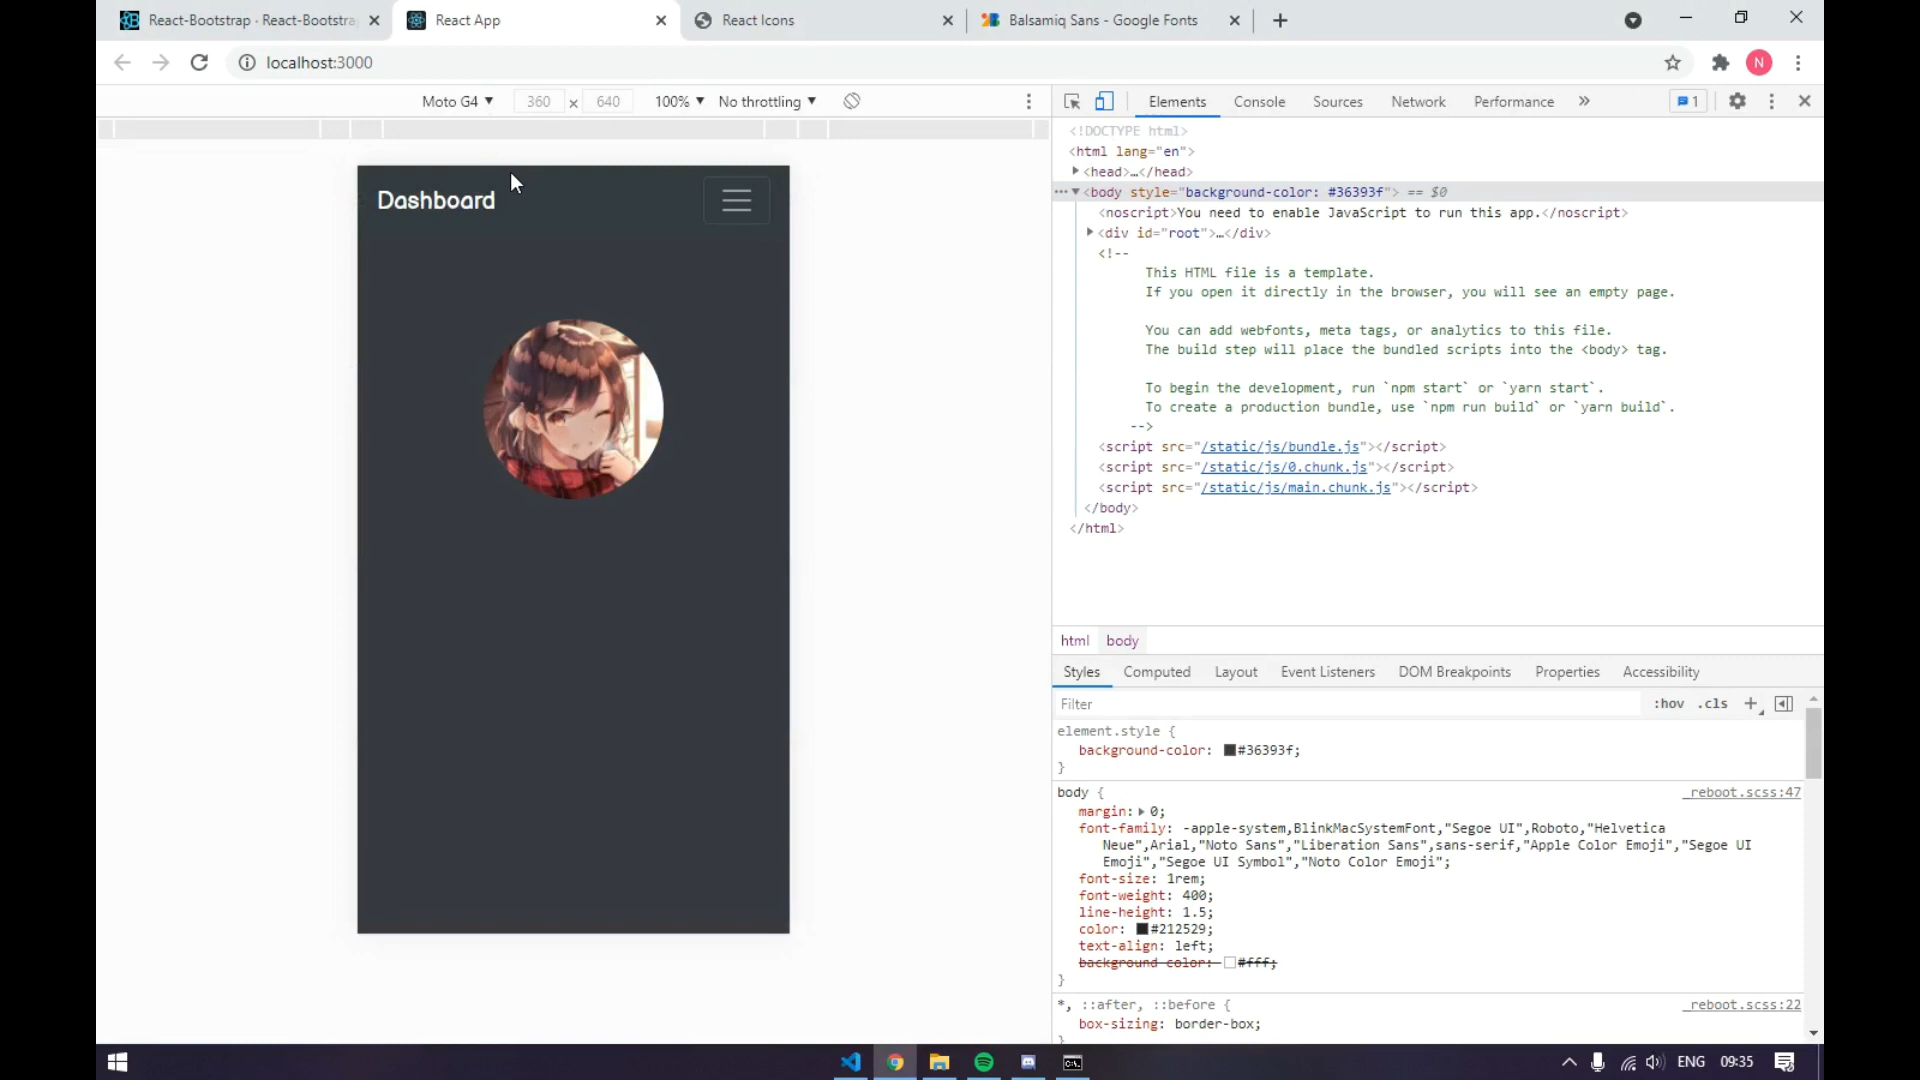 React-Bootstrap · React-Bootstra
React App
React Icons
Balsamiq Sans - Google Fonts
localhost:3000
N
Moto G4
360 x 640
100%
No throttling
Elements
Console
Sources
Network
Performance
1
Dashboard
<!DOCTYPE html>
<html lang="en">
<head>…</head>
<body style="background-color: #36393f"> == $0
<noscript>You need to enable JavaScript to run this app.</noscript>
<div id="root">…</div>
<!--
This HTML file is a template.
If you open it directly in the browser, you will see an empty page.
You can add webfonts, meta tags, or analytics to this file.
The build step will place the bundled scripts into the <body> tag.
To begin the development, run `npm start` or `yarn start`.
To create a production bundle, use `npm run build` or `yarn build`.
-->
<script src="/static/js/bundle.js"></script>
<script src="/static/js/0.chunk.js"></script>
<script src="/static/js/main.chunk.js"></script>
</body>
</html>
html
body
Styles
Computed
Layout
Event Listeners
DOM Breakpoints
Properties
Accessibility
Filter
:hov .cls +
element.style {
background-color: #36393f;
}
body {
_reboot.scss:47
margin: 0;
font-family: -apple-system,BlinkMacSystemFont,"Segoe UI",Roboto,"Helvetica
Neue",Arial,"Noto Sans","Liberation Sans",sans-serif,"Apple Color Emoji","Segoe UI
Emoji","Segoe UI Symbol","Noto Color Emoji";
font-size: 1rem;
font-weight: 400;
line-height: 1.5;
color: #212529;
text-align: left;
background-color: #fff;
}
*, ::after, ::before {
_reboot.scss:22
box-sizing: border-box;
}
ENG
09:35